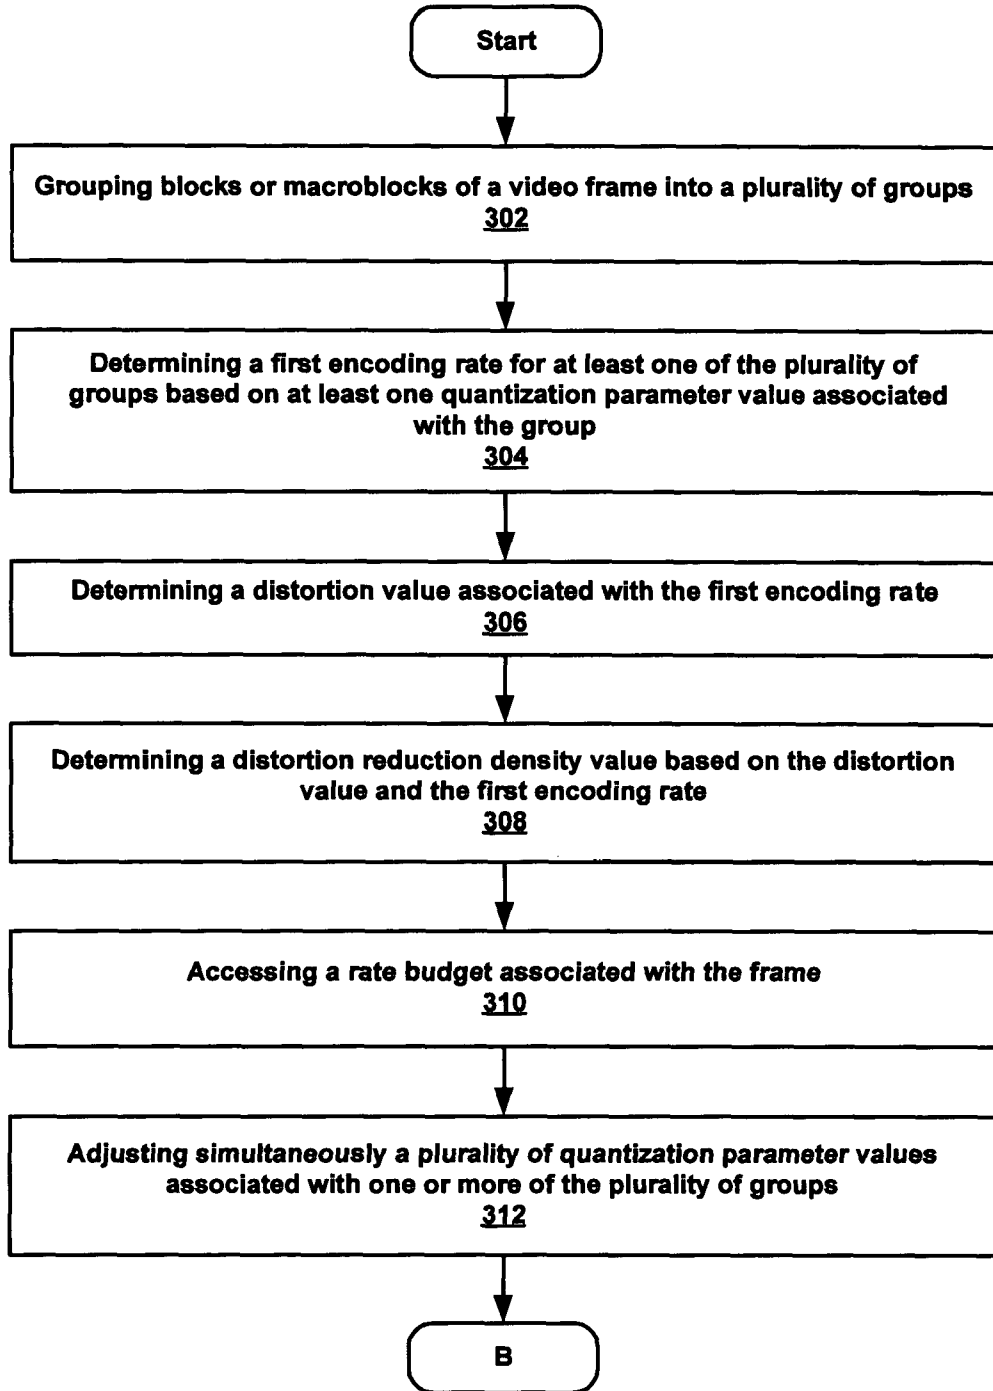 Start
Grouping blocks or macroblocks of a video frame into a plurality of groups
302
Determining a first encoding rate for at least one of the plurality of
groups based on at least one quantization parameter value associated
with the group
304
Determining a distortion value associated with the first encoding rate
306
Determining a distortion reduction density value based on the distortion
value and the first encoding rate
308
Accessing a rate budget associated with the frame
310
Adjusting simultaneously a plurality of quantization parameter values
associated with one or more of the plurality of groups
312
B